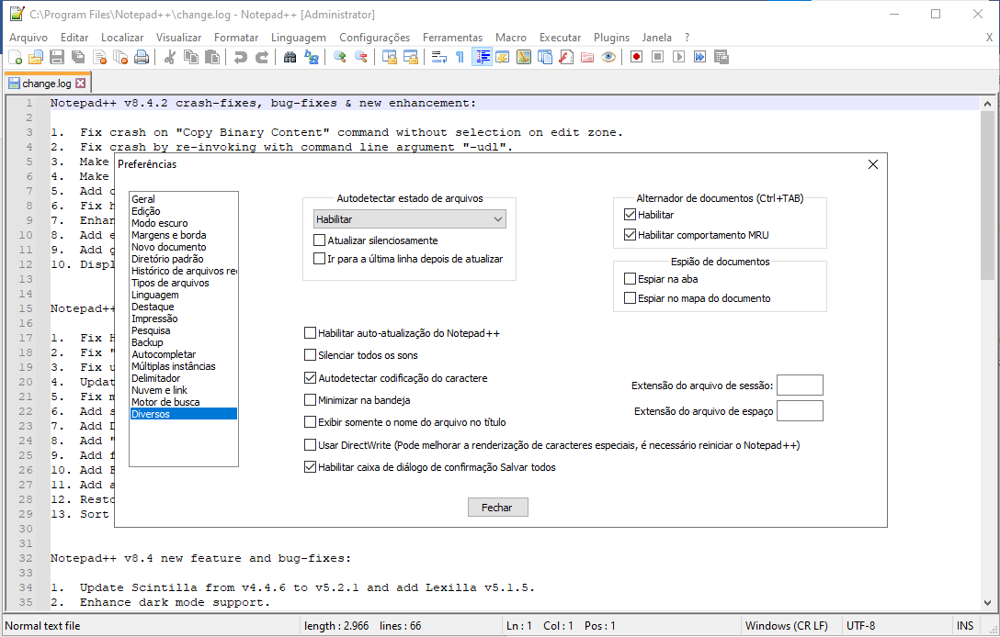 C:\Program Files\Notepad++\change.log - Notepad++ [Administrator]
Arquivo Editar Localizar Visualizar Formatar Linguagem Configurações Ferramentas Macro Executar Plugins Janela ? X
change.log
1 Notepad++ v8.4.2 crash-fixes, bug-fixes & new enhancement:
2
3 1. Fix crash on "Copy Binary Content" command without selection on edit zone.
4 2. Fix crash by re-invoking with command line argument "-udl".
5 3. Make
6 4. Make
7 5. Add
8 6. Fix
9 7. Enhan
10 8. Add
11 9. Add
12 10. Displ
13
14
15 Notepad++
16
17 1. Fix
18 2. Fix "
19 3. Fix
20 4. Updat
21 5. Fix
22 6. Add
23 7. Add
24 8. Add "
25 9. Add
26 10. Add
27 11. Add
28 12. Resto
29 13. Sort
30
31
32 Notepad++ v8.4 new feature and bug-fixes:
33
34 1. Update Scintilla from v4.4.6 to v5.2.1 and add Lexilla v5.1.5.
35 2. Enhance dark mode support.
Preferências
Geral
Edição
Modo escuro
Margens e borda
Novo documento
Diretório padrão
Histórico de arquivos rec
Tipos de arquivos
Linguagem
Destaque
Impressão
Pesquisa
Backup
Autocompletar
Múltiplas instâncias
Delimitador
Nuvem e link
Motor de busca
Diversos
Autodetectar estado de arquivos
Habilitar
Atualizar silenciosamente
Ir para a última linha depois de atualizar
Alternador de documentos (Ctrl+TAB)
Habilitar
Habilitar comportamento MRU
Espião de documentos
Espiar na aba
Espiar no mapa do documento
Habilitar auto-atualização do Notepad++
Silenciar todos os sons
Autodetectar codificação do caractere
Minimizar na bandeja
Exibir somente o nome do arquivo no título
Usar DirectWrite (Pode melhorar a renderização de caracteres especiais, é necessário reiniciar o Notepad++)
Habilitar caixa de diálogo de confirmação Salvar todos
Extensão do arquivo de sessão:
Extensão do arquivo de espaço
Fechar
Normal text file length : 2.966 lines : 66 Ln : 1 Col : 1 Pos : 1 Windows (CR LF) UTF-8 INS